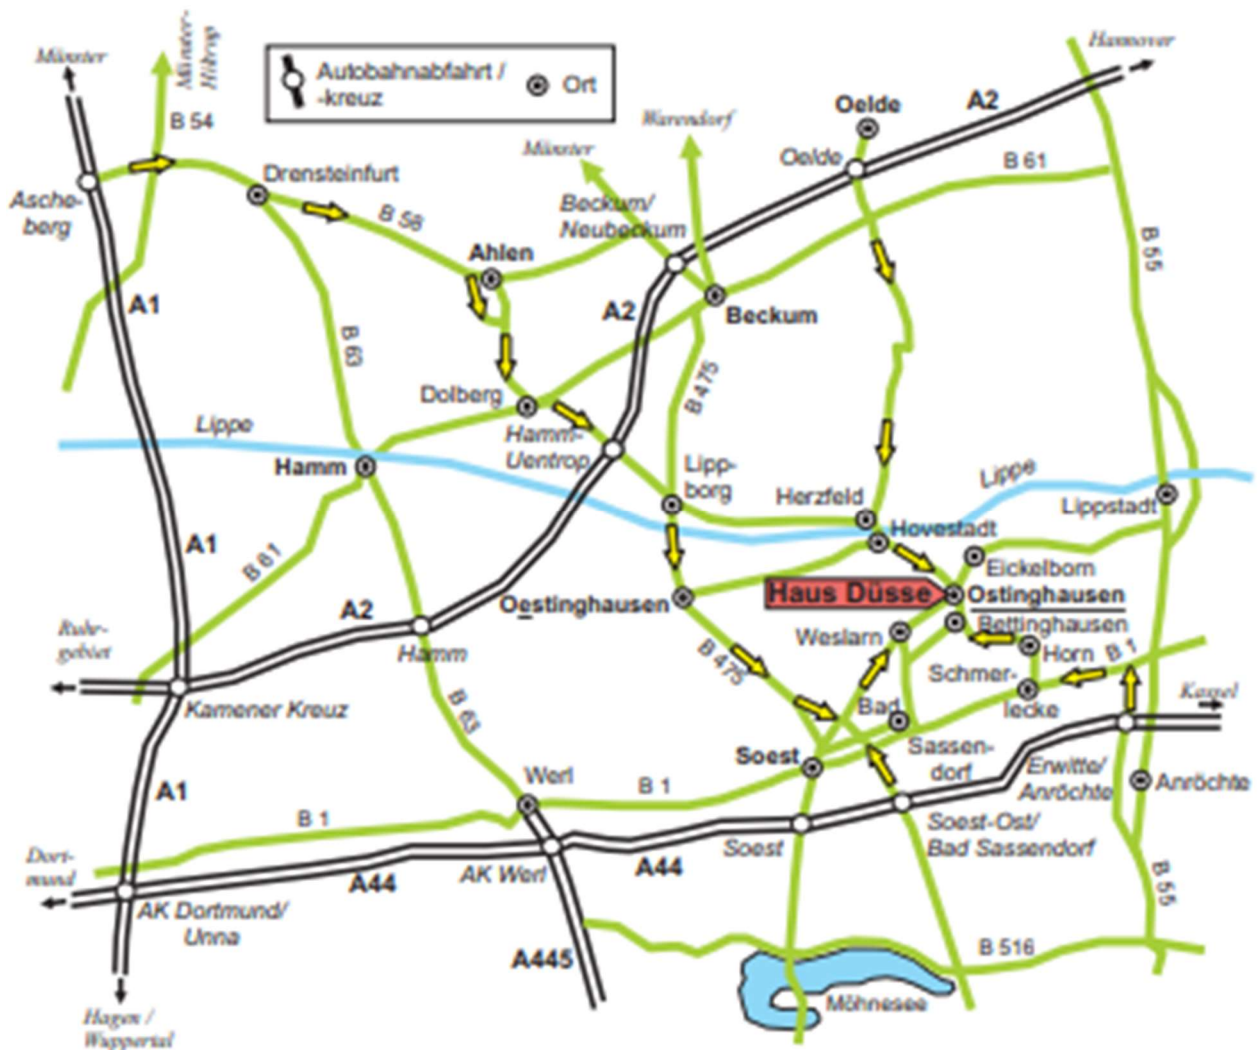 Münster
Münster-
Hiltrup
Autobahnabfahrt /
-kreuz
Ort
Hannover
B 54
Warendorf
Oelde
A2
Münster
Oelde
B 61
Drensteinfurt
Asche-
berg
B 58
Beckum/
Neubeckum
B 55
Ahlen
A1
A2
Beckum
B 63
B 475
Dolberg
Lippe
Hamm-
Uentrop
Hamm
Lipp-
borg
Herzfeld
Lippe
Lippstadt
Hovestadt
A1
B 61
Eickelborn
Haus Düsse
Ostinghausen
Oestinghausen
A2
Bettinghausen
Ruhr-
gebiet
Hamm
Weslarn
Horn
B 1
B 475
Schmer-
lecke
Kassel
Kamener Kreuz
B 63
Bad
Sassen-
dorf
Soest
Erwitte/
Anröchte
Anröchte
Werl
B 1
A1
B 1
Soest
Soest-Ost/
Bad Sassendorf
Dort-
mund
A44
AK Werl
A44
B 55
AK Dortmund/
Unna
A445
B 516
Möhnesee
Hagen /
Wuppertal